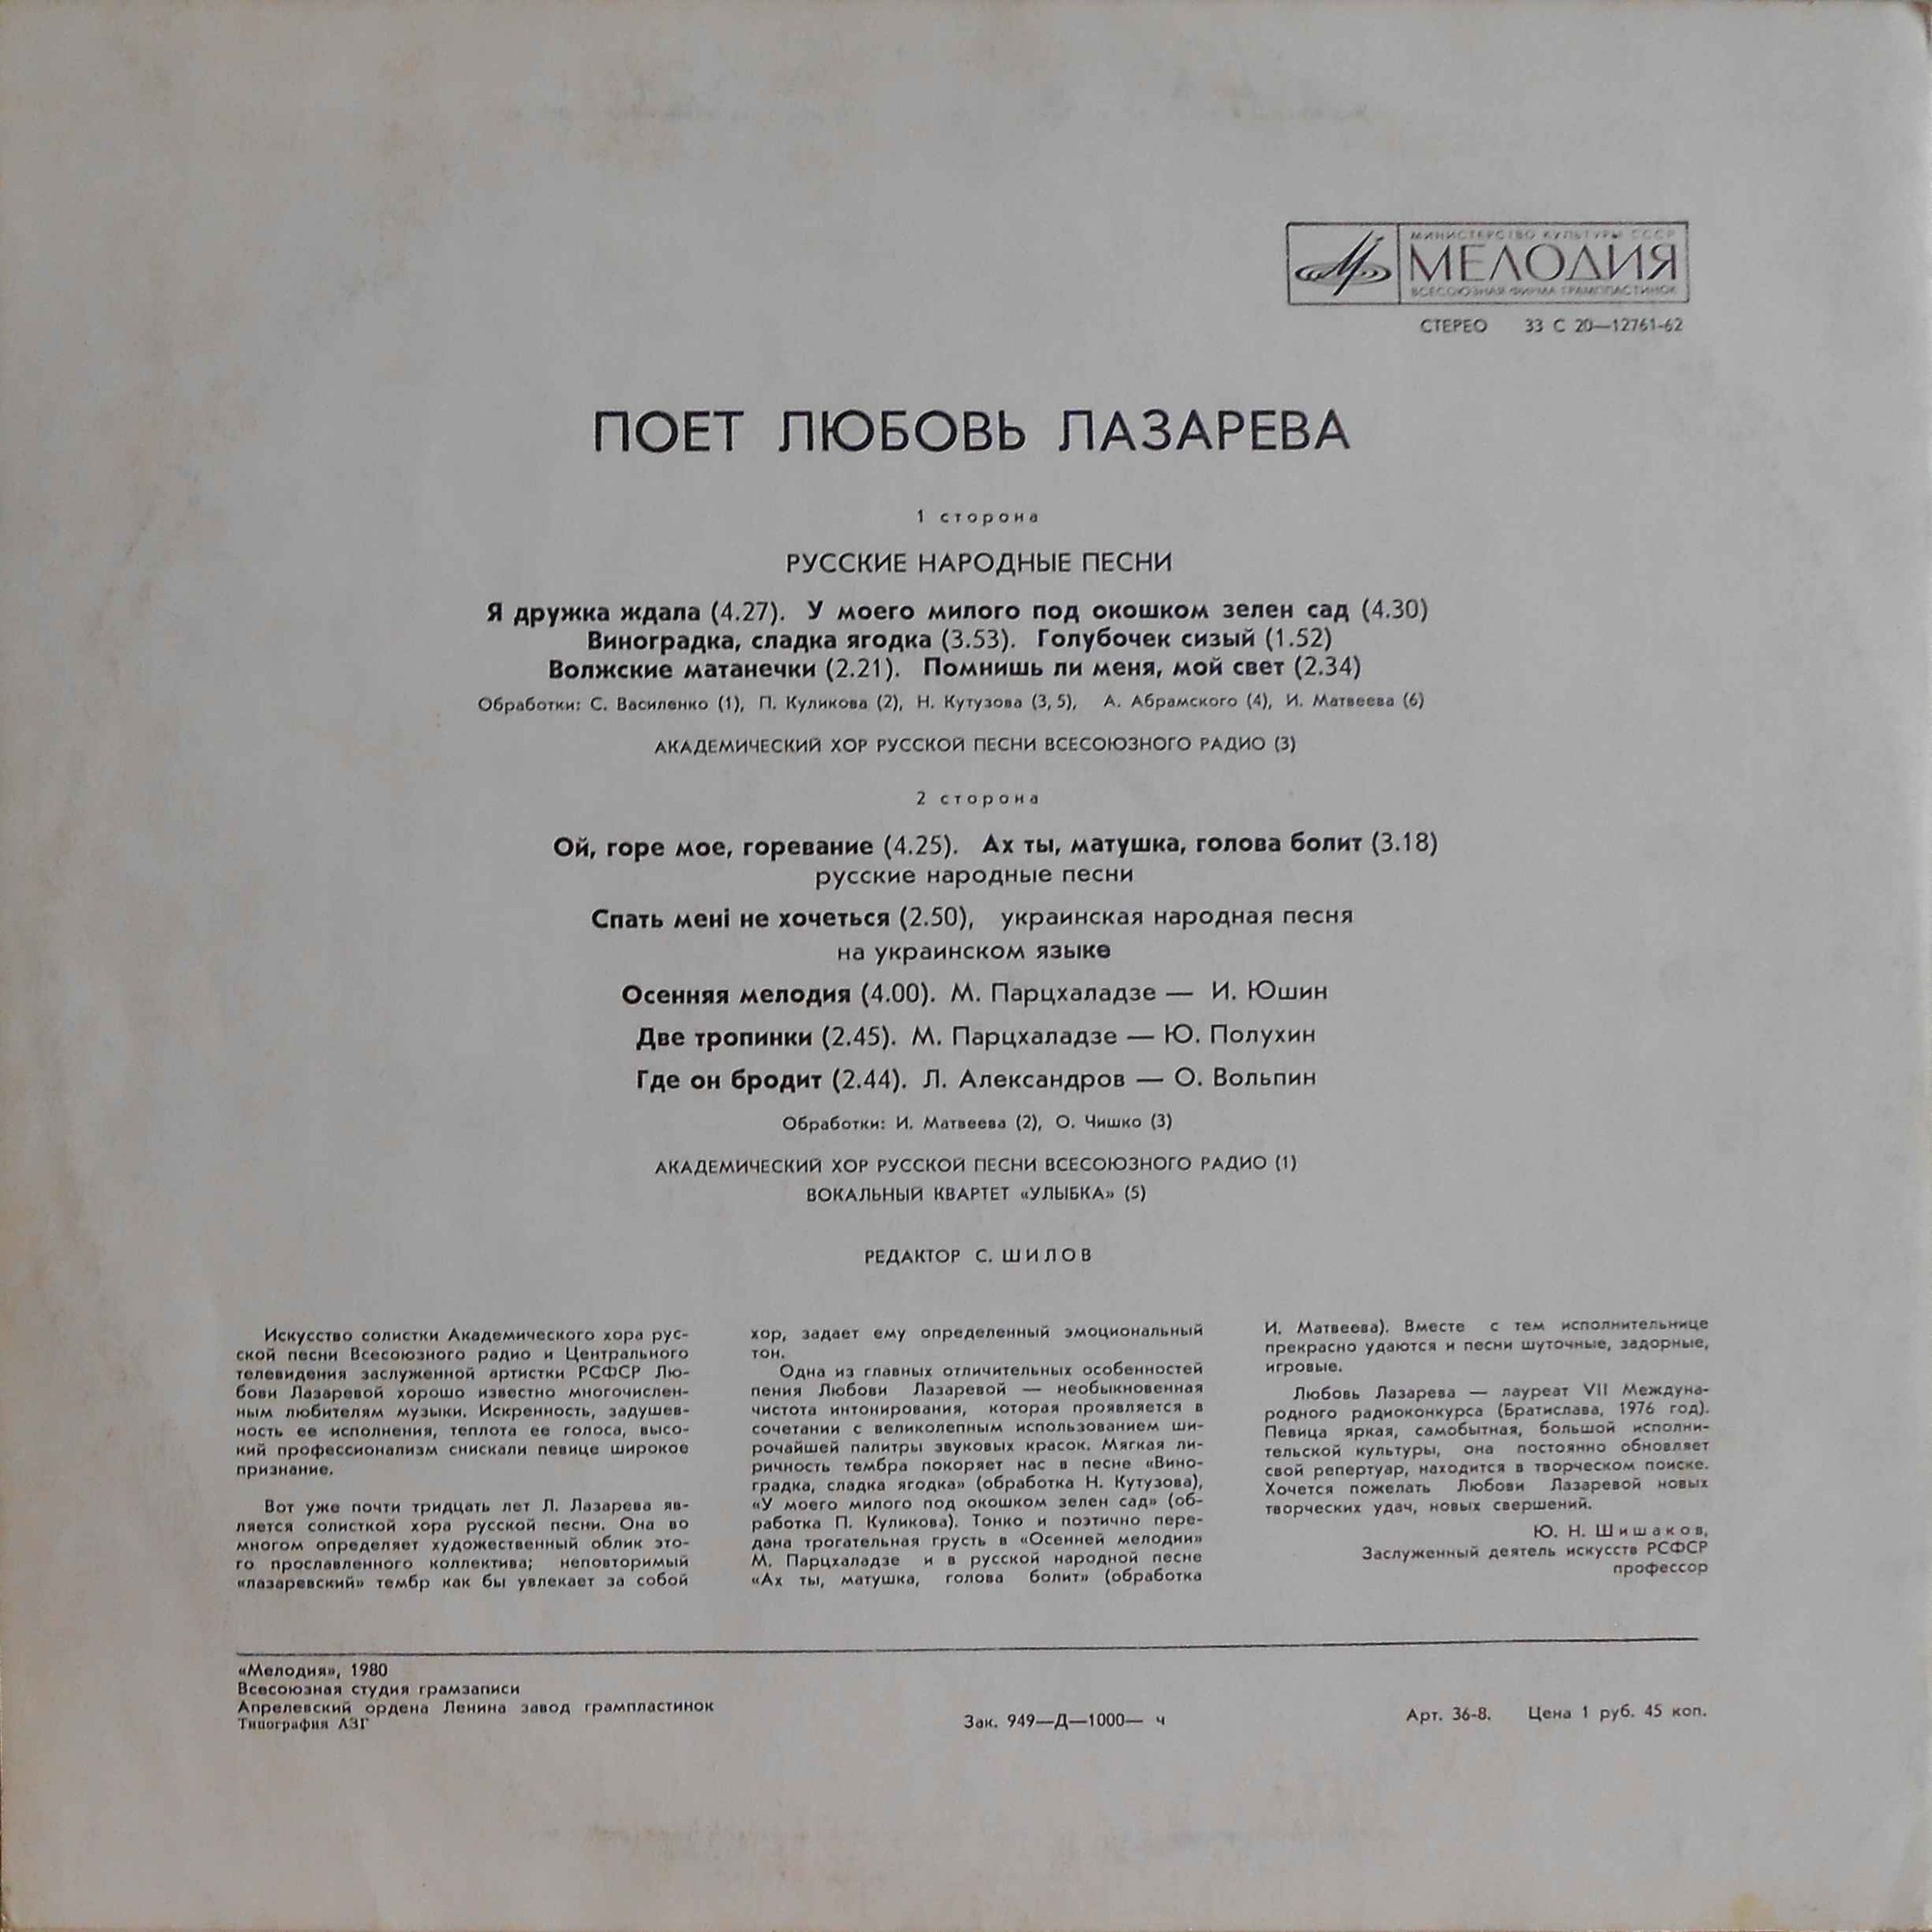 МИНИСТЕРСТВО КУЛЬТУРЫ СССР
МЕЛОДИЯ
ВСЕСОЮЗНАЯ ФИРМА ГРАМПЛАСТИНОК
СТЕРЕО 33 С 20—12761-62
ПОЕТ ЛЮБОВЬ ЛАЗАРЕВА
1 сторона
РУССКИЕ НАРОДНЫЕ ПЕСНИ
Я дружка ждала (4.27). У моего милого под окошком зелен сад (4.30)
Виноградка, сладка ягодка (3.53). Голубочек сизый (1.52)
Волжские матанечки (2.21). Помнишь ли меня, мой свет (2.34)
Обработки: С. Василенко (1), П. Куликова (2), Н. Кутузова (3, 5), А. Абрамского (4), И. Матвеева (6)
АКАДЕМИЧЕСКИЙ ХОР РУССКОЙ ПЕСНИ ВСЕСОЮЗНОГО РАДИО (3)
2 сторона
Ой, горе мое, горевание (4.25). Ах ты, матушка, голова болит (3.18)
русские народные песни
Спать менi не хочеться (2.50), украинская народная песня
на украинском языке
Осенняя мелодия (4.00). М. Парцхаладзе — И. Юшин
Две тропинки (2.45). М. Парцхаладзе — Ю. Полухин
Где он бродит (2.44). Л. Александров — О. Вольпин
Обработки: И. Матвеева (2), О. Чишко (3)
АКАДЕМИЧЕСКИЙ ХОР РУССКОЙ ПЕСНИ ВСЕСОЮЗНОГО РАДИО (1)
ВОКАЛЬНЫЙ КВАРТЕТ «УЛЫБКА» (5)
РЕДАКТОР С. ШИЛОВ
Искусство солистки Академического хора рус-
ской песни Всесоюзного радио и Центрального
телевидения заслуженной артистки РСФСР Лю-
бови Лазаревой хорошо известно многочислен-
ным любителям музыки. Искренность, задушев-
ность ее исполнения, теплота ее голоса, высо-
кий профессионализм снискали певице широкое
признание.
Вот уже почти тридцать лет Л. Лазарева яв-
ляется солисткой хора русской песни. Она во
многом определяет художественный облик это-
го прославленного коллектива; неповторимый
«лазаревский» тембр как бы увлекает за собой
хор, задает ему определенный эмоциональный
тон.
Одна из главных отличительных особенностей
пения Любови Лазаревой — необыкновенная
чистота интонирования, которая проявляется в
сочетании с великолепным использованием ши-
рочайшей палитры звуковых красок. Мягкая ли-
ричность тембра покоряет нас в песне «Вино-
градка, сладка ягодка» (обработка Н. Кутузова),
«У моего милого под окошком зелен сад» (об-
работка П. Куликова). Тонко и поэтично пере-
дана трогательная грусть в «Осенней мелодии»
М. Парцхаладзе и в русской народной песне
«Ах ты, матушка, голова болит» (обработка
И. Матвеева). Вместе с тем исполнительнице
прекрасно удаются и песни шуточные, задорные,
игровые.
Любовь Лазарева — лауреат VII Междуна-
родного радиоконкурса (Братислава, 1976 год).
Певица яркая, самобытная, большой исполни-
тельской культуры, она постоянно обновляет
свой репертуар, находится в творческом поиске.
Хочется пожелать Любови Лазаревой новых
творческих удач, новых свершений.
Ю. Н. Шишаков,
Заслуженный деятель искусств РСФСР
профессор
«Мелодия», 1980
Всесоюзная студия грамзаписи
Апрелевский ордена Ленина завод грампластинок
Типография АЗГ
Зак. 949—Д—1000— ч
Арт. 36-8. Цена 1 руб. 45 коп.